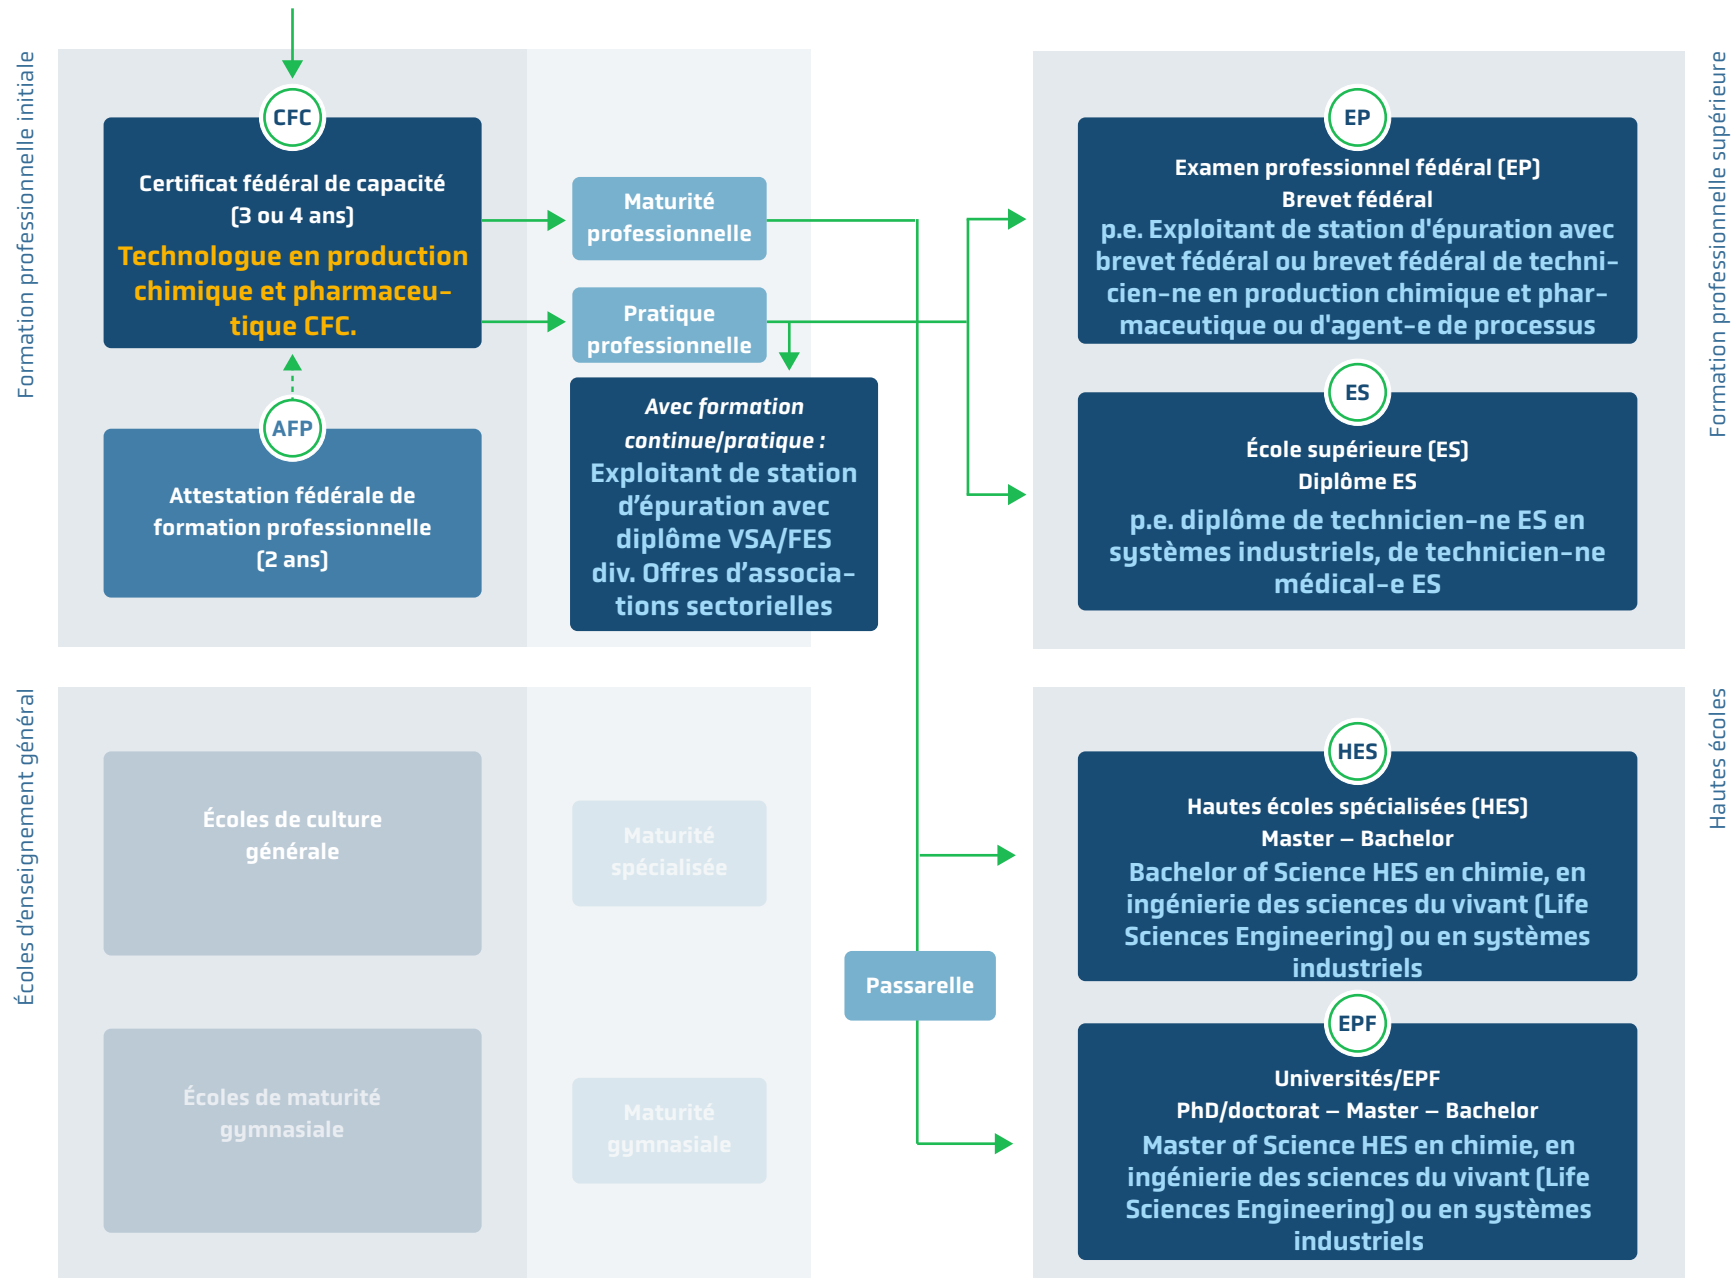 Formation professionnelle initiale
CFC
Certificat fédéral de capacité
(3 ou 4 ans)
Technologue en production
chimique et pharmaceu-
tique CFC.
AFP
Attestation fédérale de
formation professionnelle
(2 ans)
Maturité
professionnelle
Pratique
professionnelle
Avec formation
continue/pratique :
Exploitant de station
d’épuration avec
diplôme VSA/FES
div. Offres d’associa-
tions sectorielles
EP
Examen professionnel fédéral (EP)
Brevet fédéral
p.e. Exploitant de station d'épuration avec
brevet fédéral ou brevet fédéral de techni-
cien-ne en production chimique et phar-
maceutique ou d'agent-e de processus
ES
École supérieure (ES)
Diplôme ES
p.e. diplôme de technicien-ne ES en
systèmes industriels, de technicien-ne
médical-e ES
Formation professionnelle supérieure
Écoles d’enseignement général
Écoles de culture
générale
Maturité
spécialisée
Écoles de maturité
gymnasiale
Maturité
gymnasiale
Passarelle
HES
Hautes écoles spécialisées (HES)
Master – Bachelor
Bachelor of Science HES en chimie, en
ingénierie des sciences du vivant (Life
Sciences Engineering) ou en systèmes
industriels
EPF
Universités/EPF
PhD/doctorat – Master – Bachelor
Master of Science HES en chimie, en
ingénierie des sciences du vivant (Life
Sciences Engineering) ou en systèmes
industriels
Hautes écoles